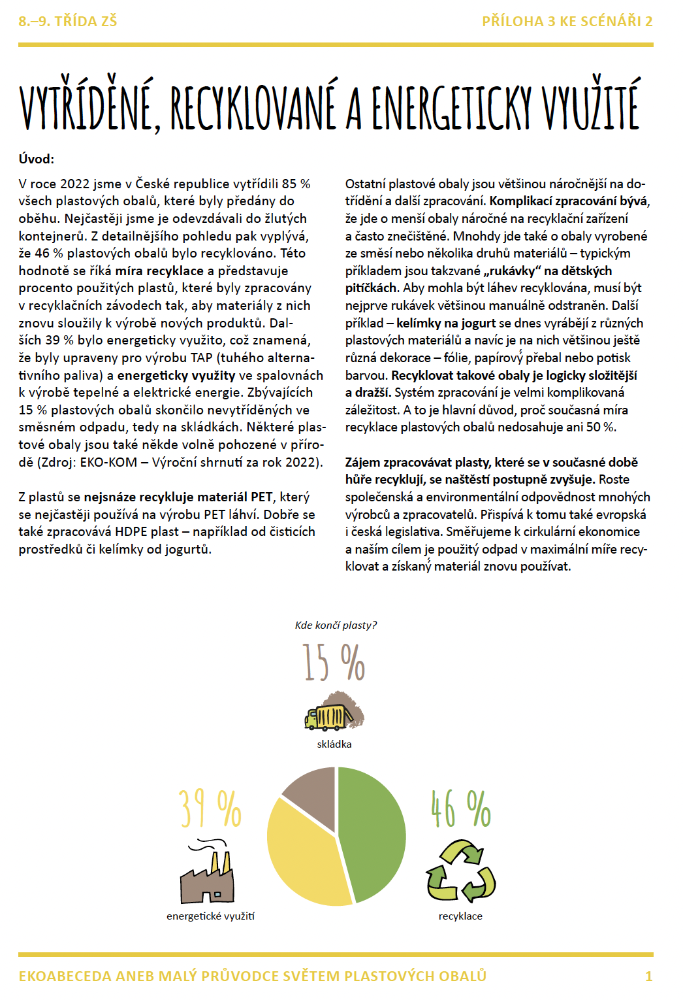 8.–9. TŘÍDA ZŠ
PŘÍLOHA 3 KE SCÉNÁŘI 2
VYTŘÍDĚNÉ, RECYKLOVANÉ A ENERGETICKY VYUŽITÉ
Úvod:
V roce 2022 jsme v České republice vytřídili 85 %
všech plastových obalů, které byly předány do
oběhu. Nejčastěji jsme je odevzdávali do žlutých
kontejnerů. Z detailnějšího pohledu pak vyplývá,
že 46 % plastových obalů bylo recyklováno. Této
hodnotě se říká míra recyklace a představuje
procento použitých plastů, které byly zpracovány
v recyklačních závodech tak, aby materiály z nich
znovu sloužily k výrobě nových produktů. Dal-
ších 39 % bylo energeticky využito, což znamená,
že byly upraveny pro výrobu TAP (tuhého alterna-
tivního paliva) a energeticky využity ve spalovnách
k výrobě tepelné a elektrické energie. Zbývajících
15 % plastových obalů skončilo nevytříděných ve
směsném odpadu, tedy na skládkách. Některé plas-
tové obaly jsou také někde volně pohozené v příro-
dě (Zdroj: EKO-KOM – Výroční shrnutí za rok 2022).
Z plastů se nejsnáze recykluje materiál PET, který
se nejčastěji používá na výrobu PET láhví. Dobře se
také zpracovává HDPE plast – například od čisticích
prostředků či kelímky od jogurtů.
Ostatní plastové obaly jsou většinou náročnější na do-
třídění a další zpracování. Komplikací zpracování bývá,
že jde o menší obaly náročné na recyklační zařízení
a často znečištěné. Mnohdy jde také o obaly vyrobené
ze směsí nebo několika druhů materiálů – typickým
příkladem jsou takzvané „rukávky“ na dětských
pitíčkách. Aby mohla být láhev recyklována, musí být
nejprve rukávek většinou manuálně odstraněn. Další
příklad – kelímky na jogurt se dnes vyrábějí z různých
plastových materiálů a navíc je na nich většinou ještě
různá dekorace – fólie, papírový přebal nebo potisk
barvou. Recyklovat takové obaly je logicky složitější
a dražší. Systém zpracování je velmi komplikovaná
záležitost. A to je hlavní důvod, proč současná míra
recyklace plastových obalů nedosahuje ani 50 %.
Zájem zpracovávat plasty, které se v současné době
hůře recyklují, se naštěstí postupně zvyšuje. Roste
společenská a environmentální odpovědnost mnohých
výrobců a zpracovatelů. Přispívá k tomu také evropská
i česká legislativa. Směřujeme k cirkulární ekonomice
a naším cílem je použitý odpad v maximální míře recy-
klovat a získaný materiál znovu používat.
Kde končí plasty?
15 %
skládka
39 %
energetické využití
46 %
recyklace
EKOABECEDA ANEB MALÝ PRŮVODCE SVĚTEM PLASTOVÝCH OBALŮ
1